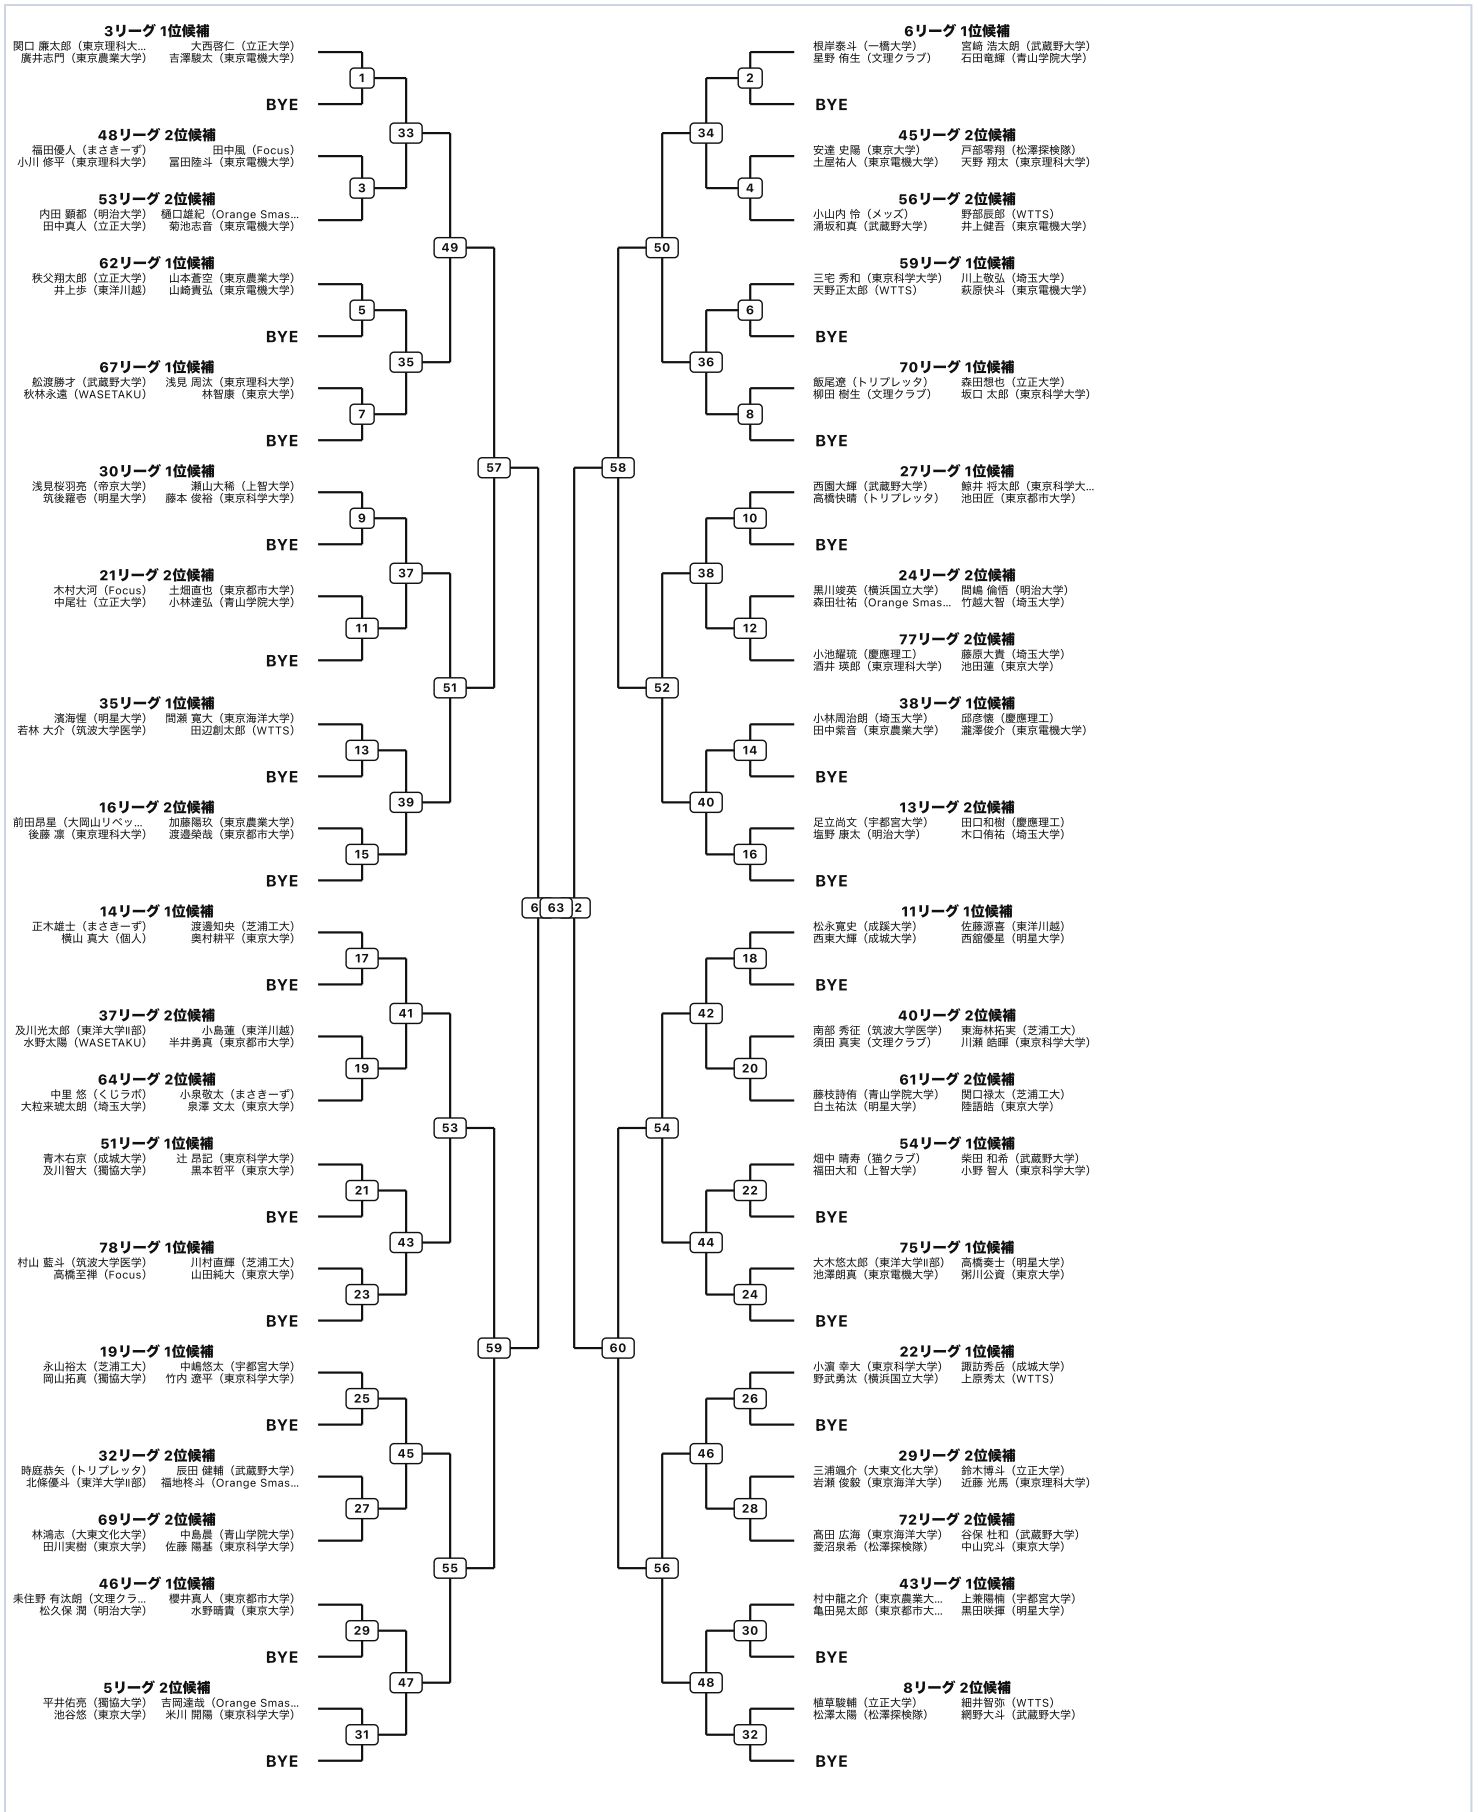 3リーグ 1位候補
関口 廉太郎（東京理科大... 大西啓仁（立正大学）
廣井志門（東京農業大学） 吉澤駿太（東京電機大学）
1
BYE
33
48リーグ 2位候補
福田優人（まさきーず） 田中風（Focus）
小川 修平（東京理科大学） 冨田陸斗（東京電機大学）
3
53リーグ 2位候補
内田 顕都（明治大学） 樋口雄紀（Orange Smas...
田中真人（立正大学） 菊池志音（東京電機大学）
49
62リーグ 1位候補
秩父翔太郎（立正大学） 山本蒼空（東京農業大学）
井上歩（東洋川越） 山崎貴弘（東京電機大学）
5
BYE
35
67リーグ 1位候補
舩渡勝才（武蔵野大学） 浅見 周汰（東京理科大学）
秋林永遠（WASETAKU） 林智康（東京大学）
7
BYE
57
30リーグ 1位候補
浅見桜羽亮（帝京大学） 瀬山大稀（上智大学）
筑後羅壱（明星大学） 藤本 俊裕（東京科学大学）
9
BYE
37
21リーグ 2位候補
木村大河（Focus） 土畑直也（東京都市大学）
中尾壮（立正大学） 小林達弘（青山学院大学）
11
BYE
51
35リーグ 1位候補
濱海惺（明星大学） 間瀬 寛大（東京海洋大学）
若林 大介（筑波大学医学） 田辺創太郎（WTTS）
13
BYE
39
16リーグ 2位候補
前田昂星（大岡山リベッ... 加藤陽玖（東京農業大学）
後藤 凛（東京理科大学） 渡邉榮哉（東京都市大学）
15
BYE
14リーグ 1位候補
正木雄士（まさきーず） 渡邊知央（芝浦工大）
横山 真大（個人） 奥村耕平（東京大学）
17
BYE
41
37リーグ 2位候補
及川光太郎（東洋大学II部） 小島蓮（東洋川越）
水野太陽（WASETAKU） 半井勇真（東京都市大学）
19
64リーグ 2位候補
中里 悠（くじラボ） 小泉敬太（まさきーず）
大粒来琥太朗（埼玉大学） 泉澤 文太（東京大学）
53
51リーグ 1位候補
青木右京（成城大学） 辻 昂記（東京科学大学）
及川智大（獨協大学） 黒本哲平（東京大学）
21
BYE
43
78リーグ 1位候補
村山 藍斗（筑波大学医学） 川村直輝（芝浦工大）
高橋至禅（Focus） 山田純大（東京大学）
23
BYE
59
19リーグ 1位候補
永山裕太（芝浦工大） 中嶋悠太（宇都宮大学）
岡山拓真（獨協大学） 竹内 遼平（東京科学大学）
25
BYE
45
32リーグ 2位候補
時庭恭矢（トリプレッタ） 辰田 健輔（武蔵野大学）
北條優斗（東洋大学II部） 福地柊斗（Orange Smas...
27
69リーグ 2位候補
林鴻志（大東文化大学） 中島晨（青山学院大学）
田川実樹（東京大学） 佐藤 陽基（東京科学大学）
55
46リーグ 1位候補
耒住野 有汰朗（文理クラ... 櫻井真人（東京都市大学）
松久保 潤（明治大学） 水野晴貴（東京大学）
29
BYE
47
5リーグ 2位候補
平井佑亮（獨協大学） 吉岡達哉（Orange Smas...
池谷悠（東京大学） 米川 開陽（東京科学大学）
31
BYE
6 63 2
6リーグ 1位候補
根岸泰斗（一橋大学） 宮﨑 浩太朗（武蔵野大学）
星野 侑生（文理クラブ） 石田竜輝（青山学院大学）
2
BYE
34
45リーグ 2位候補
安達 史陽（東京大学） 戸部零翔（松澤探検隊）
土屋祐人（東京電機大学） 天野 翔太（東京理科大学）
4
56リーグ 2位候補
小山内 怜（メッズ） 野部辰郎（WTTS）
涌坂和真（武蔵野大学） 井上健吾（東京電機大学）
50
59リーグ 1位候補
三宅 秀和（東京科学大学） 川上敬弘（埼玉大学）
天野正太郎（WTTS） 萩原快斗（東京電機大学）
6
BYE
36
70リーグ 1位候補
飯尾遼（トリプレッタ） 森田想也（立正大学）
柳田 樹生（文理クラブ） 坂口 太郎（東京科学大学）
8
BYE
58
27リーグ 1位候補
西園大輝（武蔵野大学） 鯨井 将太郎（東京科学大...
高橋快晴（トリプレッタ） 池田匠（東京都市大学）
10
BYE
38
24リーグ 2位候補
黒川竣英（横浜国立大学） 間嶋 倫悟（明治大学）
森田壮祐（Orange Smas... 竹越大智（埼玉大学）
12
77リーグ 2位候補
小池耀琉（慶應理工） 藤原大貴（埼玉大学）
酒井 瑛郎（東京理科大学） 池田蓮（東京大学）
52
38リーグ 1位候補
小林周治朗（埼玉大学） 邱彦懐（慶應理工）
田中紫音（東京農業大学） 瀧澤俊介（東京電機大学）
14
BYE
40
13リーグ 2位候補
足立尚文（宇都宮大学） 田口和樹（慶應理工）
塩野 康太（明治大学） 木口侑祐（埼玉大学）
16
BYE
11リーグ 1位候補
松永寛史（成蹊大学） 佐藤源喜（東洋川越）
西東大輝（成城大学） 西舘優星（明星大学）
18
BYE
42
40リーグ 2位候補
南部 秀征（筑波大学医学） 東海林拓実（芝浦工大）
須田 真実（文理クラブ） 川瀬 皓暉（東京科学大学）
20
61リーグ 2位候補
藤枝詩侑（青山学院大学） 関口禄太（芝浦工大）
白圡祐汰（明星大学） 陸語皓（東京大学）
54
54リーグ 1位候補
畑中 晴寿（猫クラブ） 柴田 和希（武蔵野大学）
福田大和（上智大学） 小野 智人（東京科学大学）
22
BYE
44
75リーグ 1位候補
大木悠太郎（東洋大学II部） 高橋奏士（明星大学）
池澤朗真（東京電機大学） 粥川公資（東京大学）
24
BYE
60
22リーグ 1位候補
小濵 幸大（東京科学大学） 諏訪秀岳（成城大学）
野武勇汰（横浜国立大学） 上原秀太（WTTS）
26
BYE
46
29リーグ 2位候補
三浦颯介（大東文化大学） 鈴木博斗（立正大学）
岩瀬 俊毅（東京海洋大学） 近藤 光馬（東京理科大学）
28
72リーグ 2位候補
髙田 広海（東京海洋大学） 谷保 杜和（武蔵野大学）
菱沼泉希（松澤探検隊） 中山究斗（東京大学）
56
43リーグ 1位候補
村中龍之介（東京農業大... 上兼陽楠（宇都宮大学）
亀田晃太郎（東京都市大... 黒田咲揮（明星大学）
30
BYE
48
8リーグ 2位候補
植草駿輔（立正大学） 細井智弥（WTTS）
松澤太陽（松澤探検隊） 網野大斗（武蔵野大学）
32
BYE